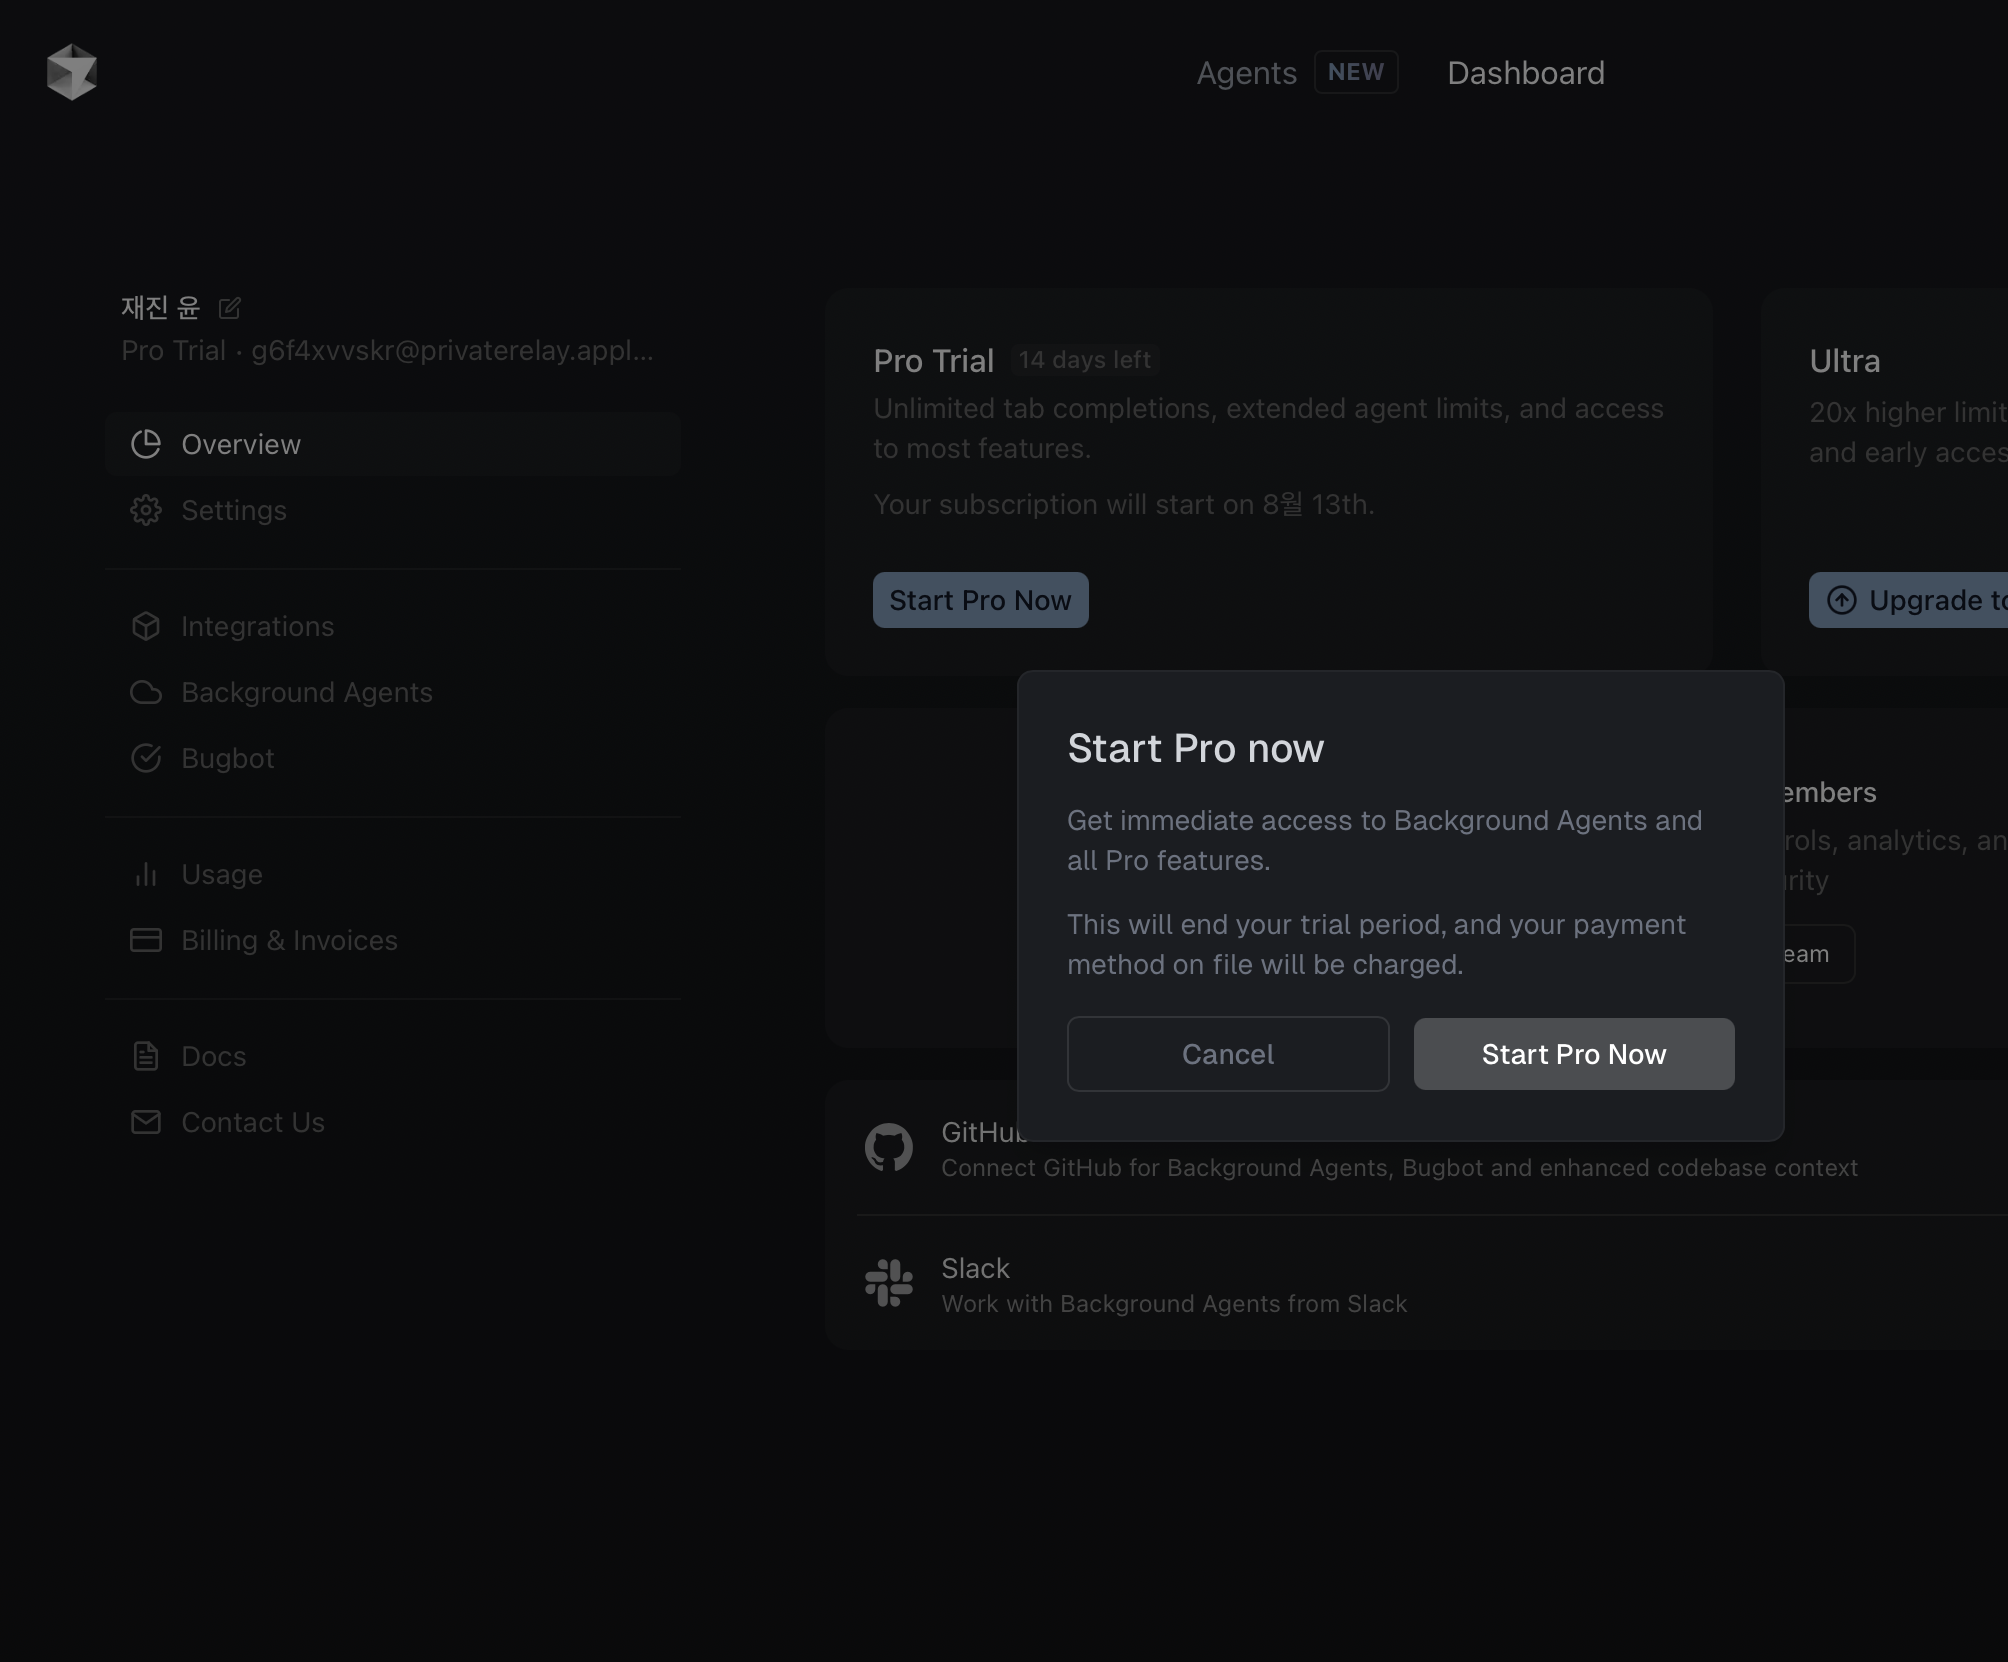 Agents NEW Dashboard
재진 윤
Pro Trial · g6f4xvvskr@privaterelay.appl...
Overview
Settings
Integrations
Background Agents
Bugbot
Usage
Billing & Invoices
Docs
Contact Us
Pro Trial 14 days left
Unlimited tab completions, extended agent limits, and access
to most features.
Your subscription will start on 8월 13th.
Start Pro Now
Ultra
20x higher limit
and early acces
Upgrade to
Start Pro now
Get immediate access to Background Agents and
all Pro features.
This will end your trial period, and your payment
method on file will be charged.
Cancel
Start Pro Now
embers
rols, analytics, an
rity
eam
GitHub
Connect GitHub for Background Agents, Bugbot and enhanced codebase context
Slack
Work with Background Agents from Slack